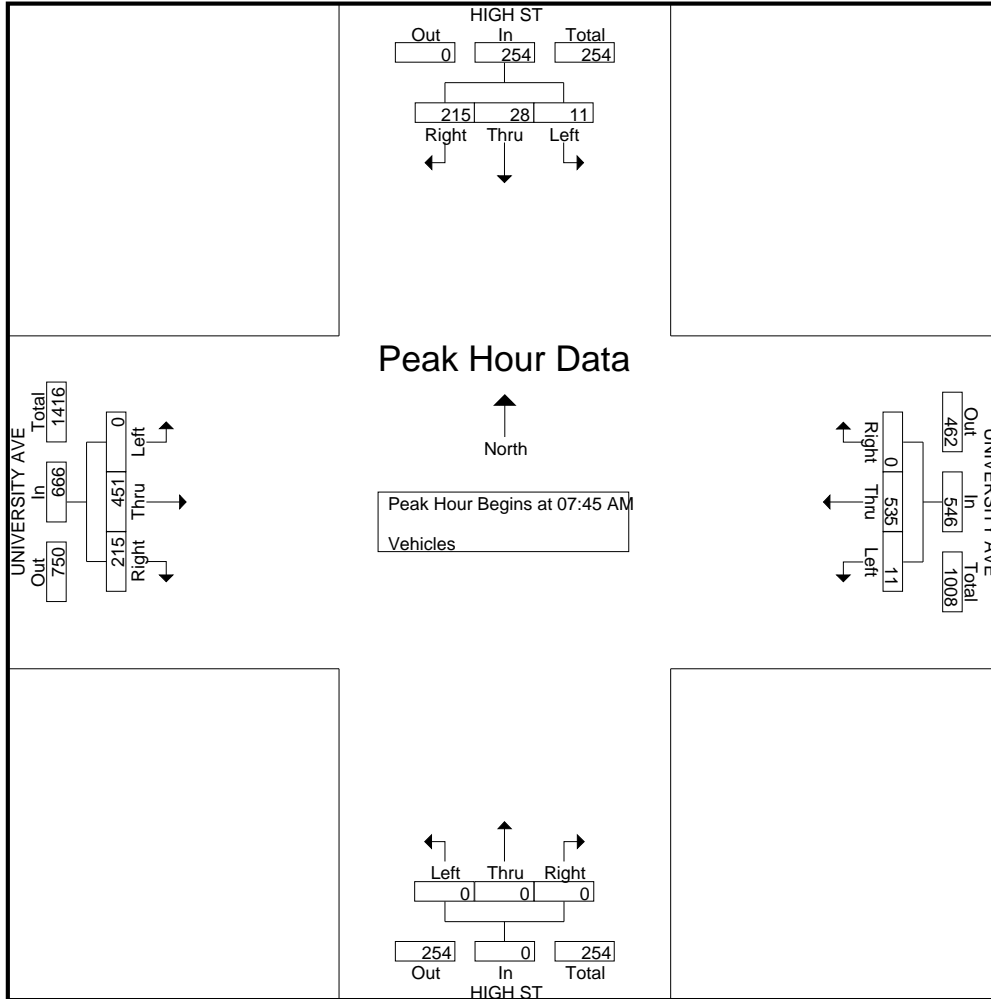 HIGH ST
Out In Total
0 254 254
215 28 11
Right Thru Left
Peak Hour Data
North
Peak Hour Begins at 07:45 AM
Vehicles
UNIVERSITY AVE
Out In Total
750 666 1416
Left Thru Right
0 451 215
UNIVERSITY AVE
Out In Total
462 546 1008
Right Thru Left
0 535 11
Left Thru Right
0 0 0
254 0 254
Out In Total
HIGH ST